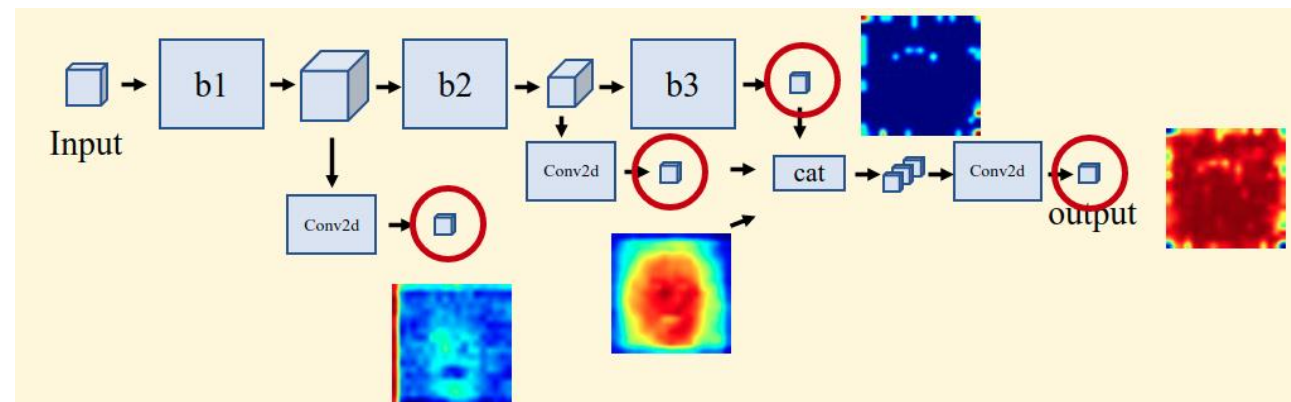 b1
b2
b3
Input
Conv2d
cat
Conv2d
Conv2d
output